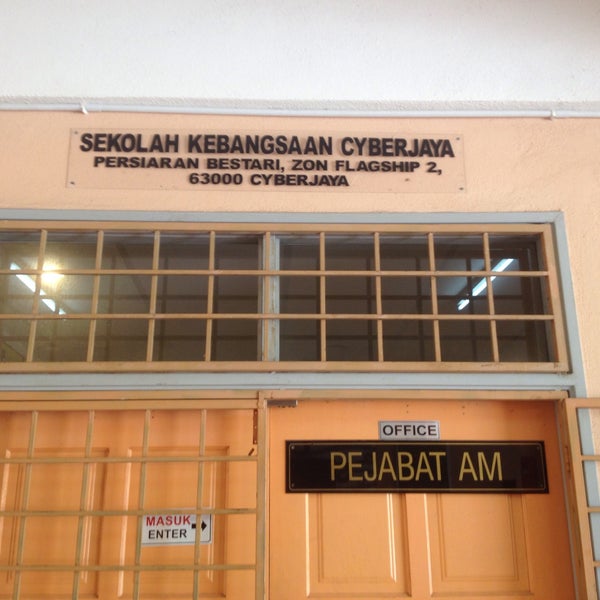 SEKOLAH KEBANGSAAN CYBERJAYA
PERSIARAN BESTARI, ZON FLAGSHIP 2,
63000 CYBERJAYA
OFFICE
PEJABAT AM
MASUK
ENTER